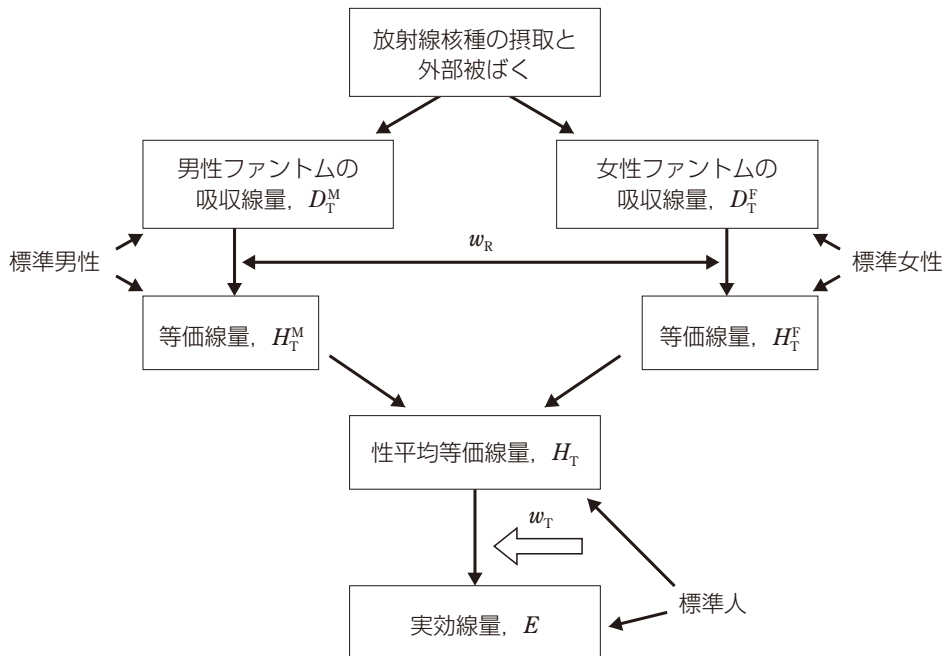 放射線核種の摂取と
外部被ばく
男性ファントムの
吸収線量，D_T^M
女性ファントムの
吸収線量，D_T^F
標準男性
w_R
標準女性
等価線量，H_T^M
等価線量，H_T^F
性平均等価線量，H_T
w_T
標準人
実効線量，E